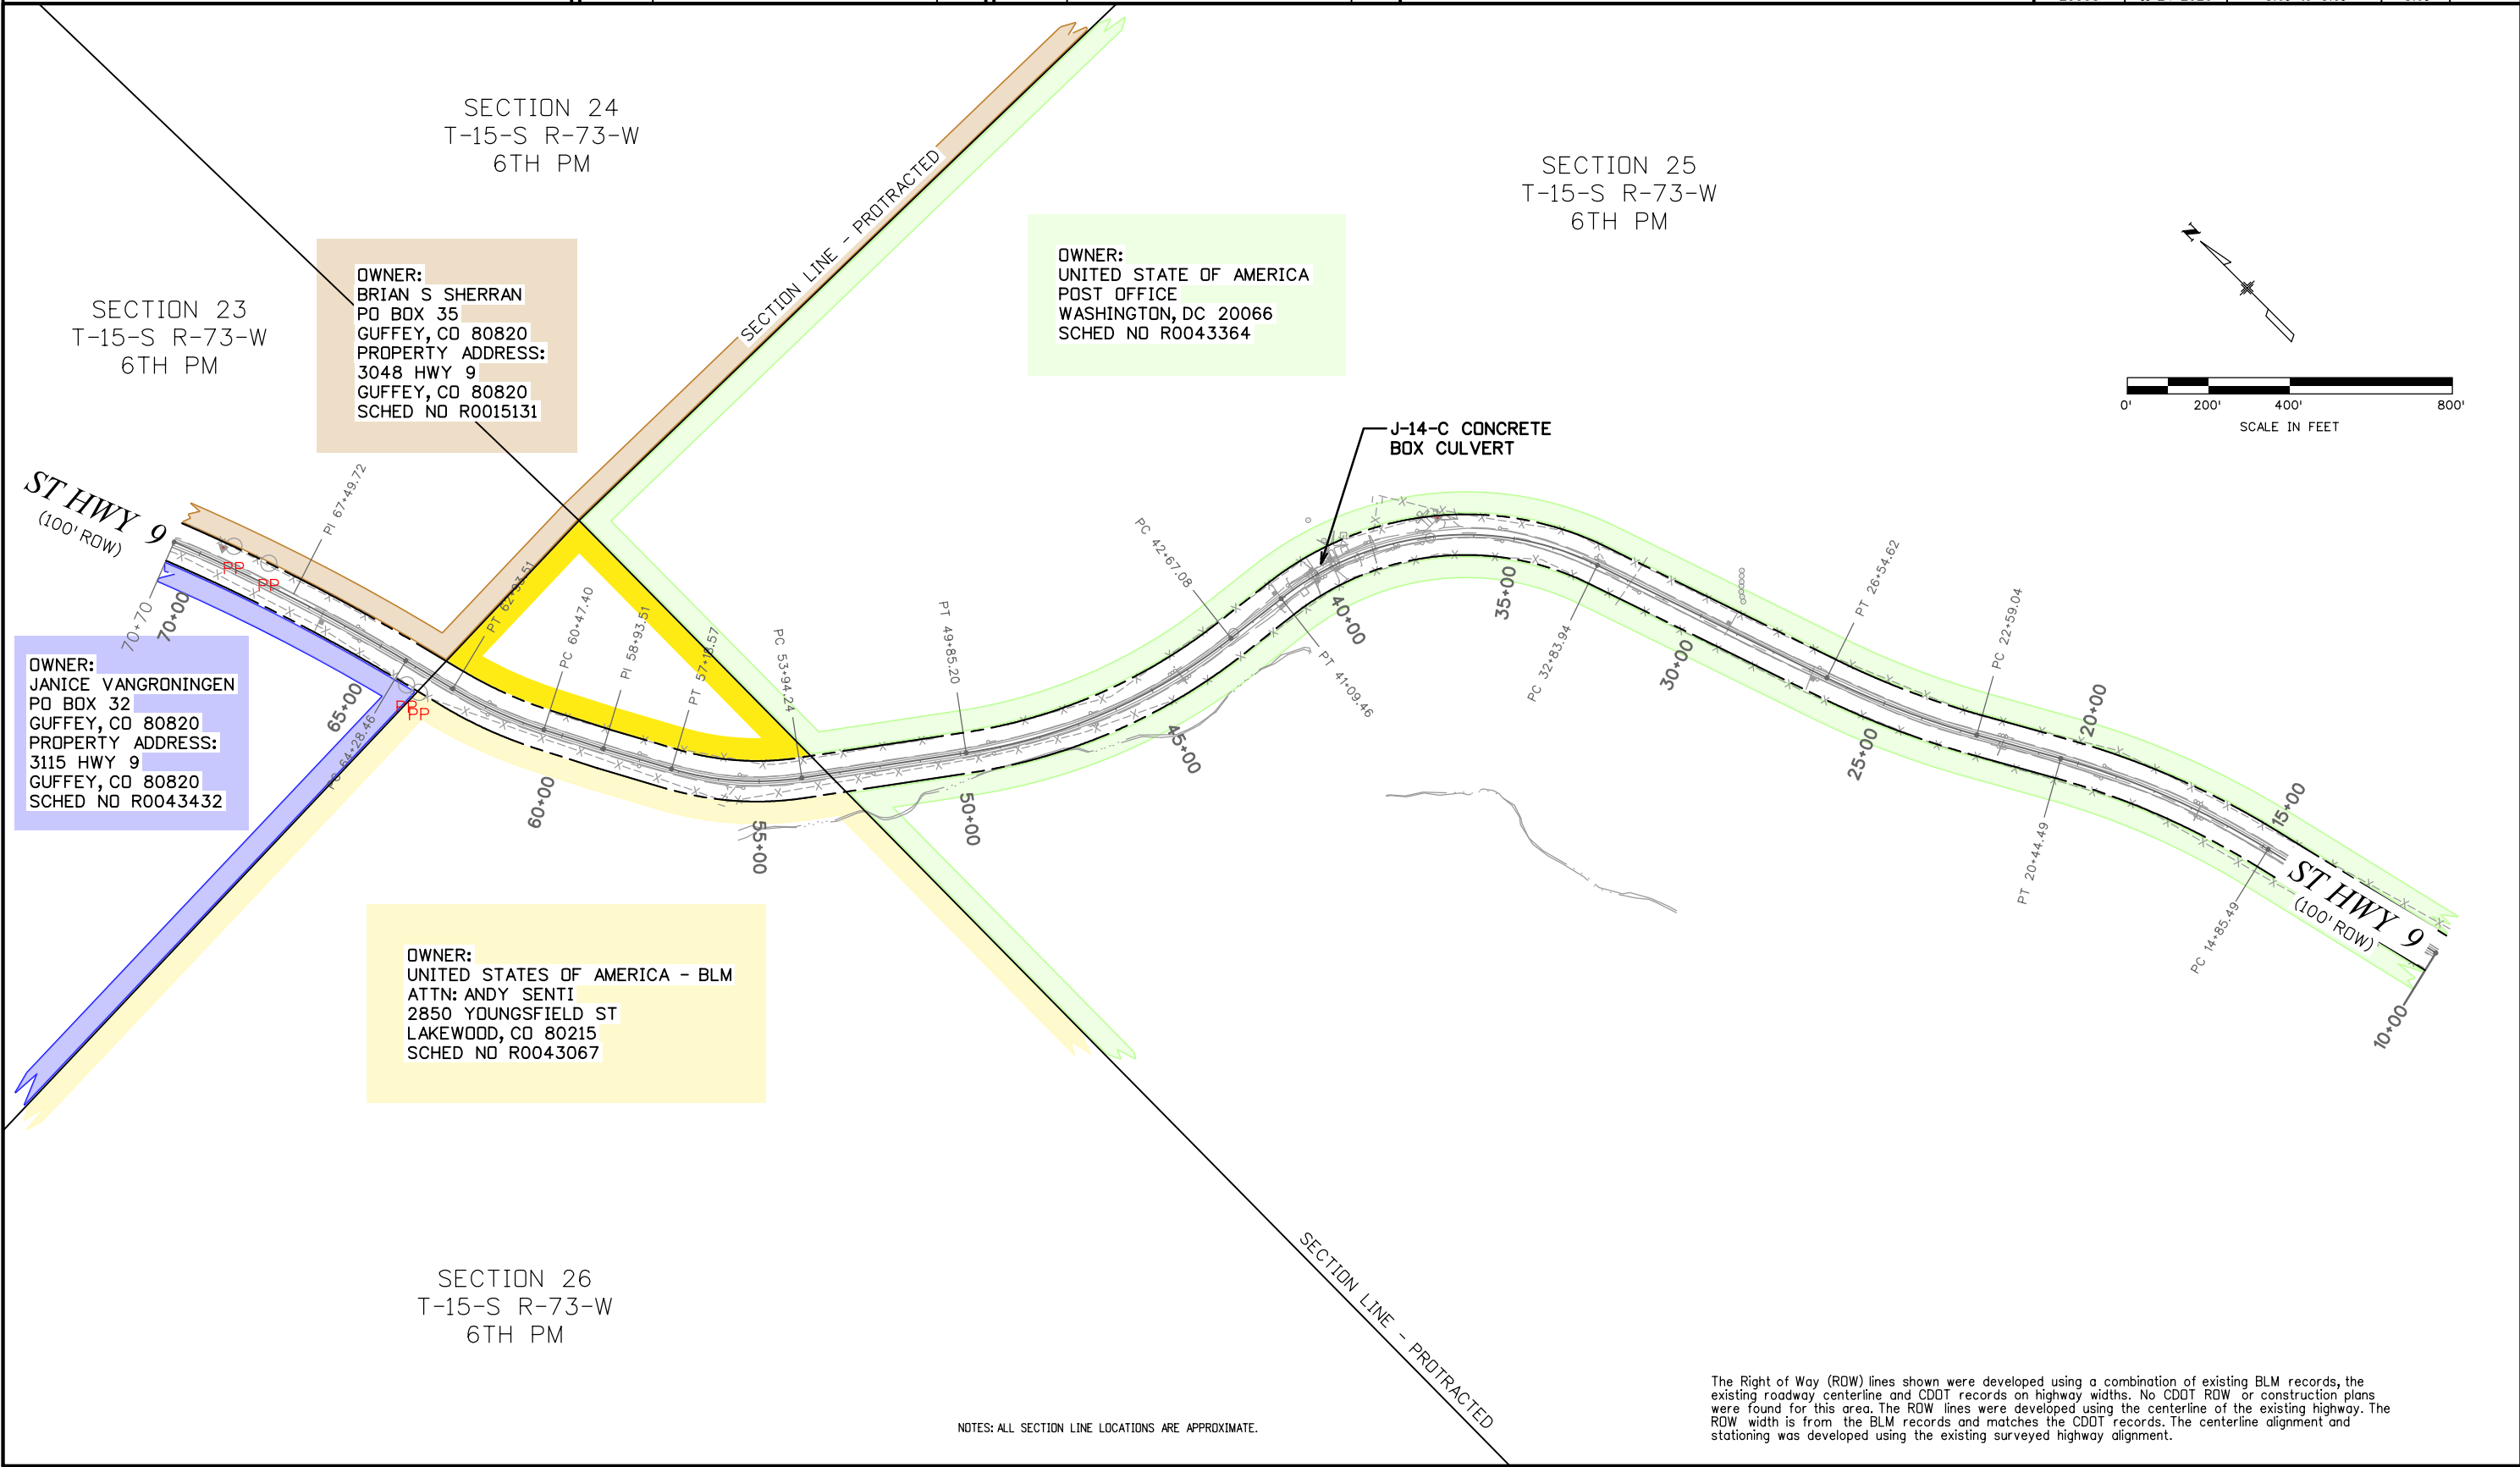 SECTION 24
T-15-S R-73-W
6TH PM
SECTION 25
T-15-S R-73-W
6TH PM
SECTION 23
T-15-S R-73-W
6TH PM
SECTION LINE - PROTRACTED
OWNER:
BRIAN S SHERRAN
PO BOX 35
GUFFEY, CO 80820
PROPERTY ADDRESS:
3048 HWY 9
GUFFEY, CO 80820
SCHED NO R0015131
OWNER:
UNITED STATE OF AMERICA
POST OFFICE
WASHINGTON, DC 20066
SCHED NO R0043364
N
0' 200' 400' 800'
SCALE IN FEET
J-14-C CONCRETE
BOX CULVERT
ST HWY 9
(100' ROW)
PI 67+49.72
PP
PP
70+70
70+00
65+00
PC 64+28.46
PP
PP
PT 62+93.51
PC 60+47.40
60+00
PI 58+93.51
PT 57+18.57
55+00
PC 53+94.24
50+00
PT 49+85.20
45+00
PC 42+67.08
PT 41+09.46
40+00
35+00
PC 32+83.94
30+00
PT 26+54.62
25+00
PC 22+59.04
PT 20+44.49
20+00
15+00
PC 14+85.49
10+00
ST HWY 9
(100' ROW)
OWNER:
JANICE VANGRONINGEN
PO BOX 32
GUFFEY, CO 80820
PROPERTY ADDRESS:
3115 HWY 9
GUFFEY, CO 80820
SCHED NO R0043432
OWNER:
UNITED STATES OF AMERICA - BLM
ATTN: ANDY SENTI
2850 YOUNGSFIELD ST
LAKEWOOD, CO 80215
SCHED NO R0043067
SECTION 26
T-15-S R-73-W
6TH PM
SECTION LINE - PROTRACTED
NOTES: ALL SECTION LINE LOCATIONS ARE APPROXIMATE.
The Right of Way (ROW) lines shown were developed using a combination of existing BLM records, the
existing roadway centerline and CDOT records on highway widths. No CDOT ROW or construction plans
were found for this area. The ROW lines were developed using the centerline of the existing highway. The
ROW width is from the BLM records and matches the CDOT records. The centerline alignment and
stationing was developed using the existing surveyed highway alignment.